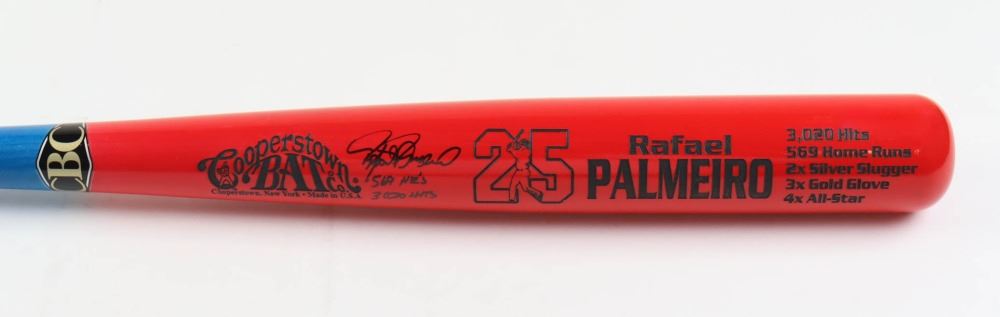 CBC
Cooperstown
BAT Co.
Cooperstown, New York • Made in U.S.A.
569 HR'S
3020 HITS
25
Rafael
PALMEIRO
3,020 Hits
569 Home Runs
2x Silver Slugger
3x Gold Glove
4x All-Star